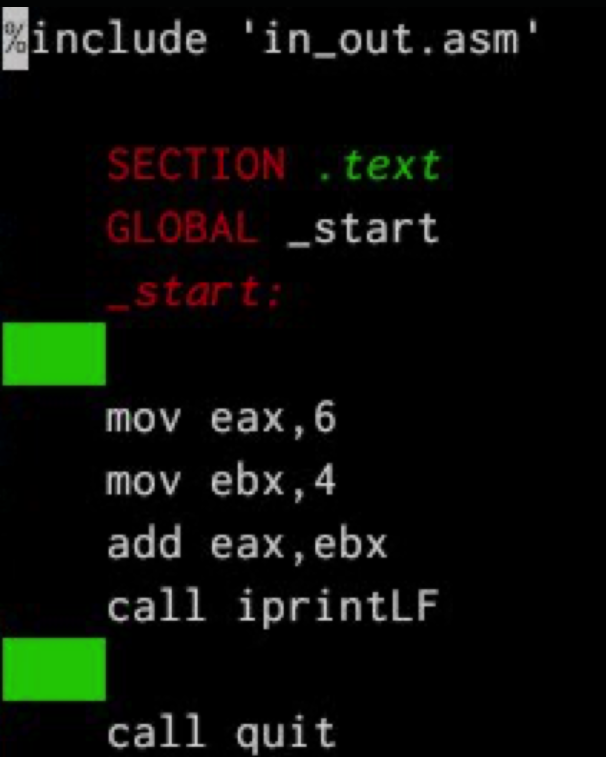 %include 'in_out.asm'
SECTION .text
GLOBAL _start
_start:
mov eax,6
mov ebx,4
add eax,ebx
call iprintLF
call quit